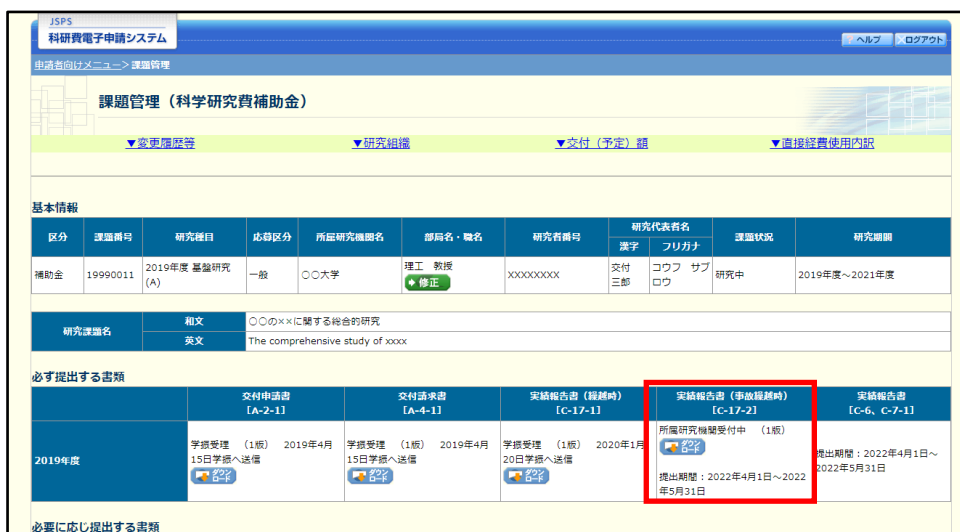 JSPS
科研費電子申請システム
ヘルプ
ログアウト
申請者向けメニュー>課題管理
課題管理（科学研究費補助金）
▼変更履歴等
▼研究組織
▼交付（予定）額
▼直接経費使用内訳
基本情報
区分
課題番号
研究種目
応募区分
所属研究機関名
部局名・職名
研究者番号
研究代表者名
漢字
フリガナ
課題状況
研究期間
補助金
19990011
2019年度 基盤研究
(A)
一般
○○大学
理工 教授
修正
XXXXXXXX
交付
三郎
コウフ サブ
ロウ
研究中
2019年度～2021年度
研究課題名
和文
○○の××に関する総合的研究
英文
The comprehensive study of xxxx
必ず提出する書類
交付申請書
[A-2-1]
交付請求書
[A-4-1]
実績報告書（繰越時）
[C-17-1]
実績報告書（事故繰越時）
[C-17-2]
実績報告書
[C-6、C-7-1]
2019年度
学振受理 （1版） 2019年4月
15日学振へ送信
ダウン
ロード
学振受理 （1版） 2019年4月
15日学振へ送信
ダウン
ロード
学振受理 （1版） 2020年1月
20日学振へ送信
ダウン
ロード
所属研究機関受付中 （1版）
ダウン
ロード
提出期間：2022年4月1日～2022
年5月31日
提出期間：2022年4月1日～
2022年5月31日
必要に応じ提出する書類